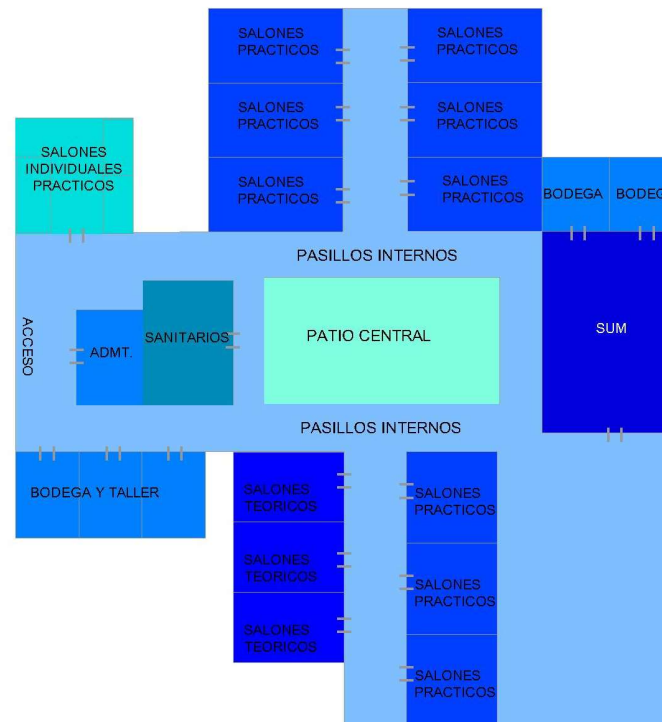 SALONES
PRACTICOS
SALONES
PRACTICOS
SALONES
PRACTICOS
SALONES
PRACTICOS
SALONES
INDIVIDUALES
PRACTICOS
SALONES
PRACTICOS
SALONES
PRACTICOS
BODEGA
BODEG
PASILLOS INTERNOS
ACCESO
ADMT.
SANITARIOS
PATIO CENTRAL
SUM
PASILLOS INTERNOS
BODEGA Y TALLER
SALONES
TEORICOS
SALONES
PRACTICOS
SALONES
TEORICOS
SALONES
PRACTICOS
SALONES
TEORICOS
SALONES
PRACTICOS